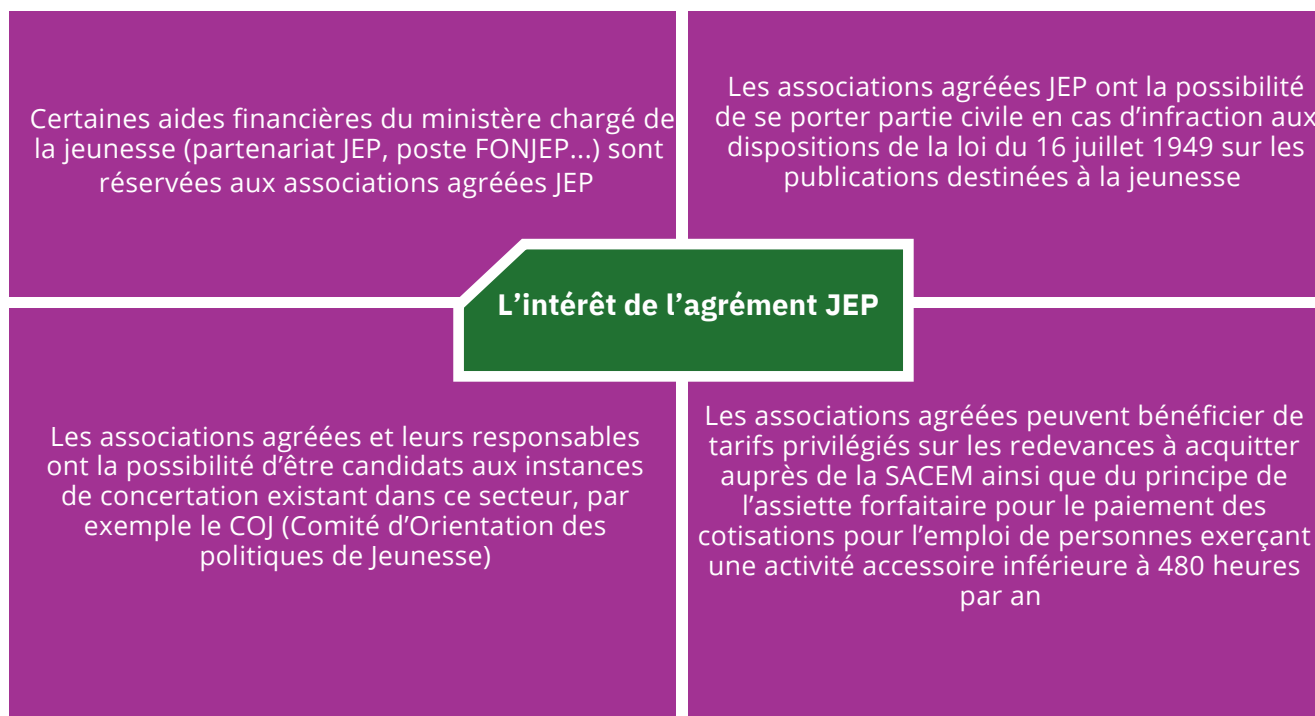 Certaines aides financières du ministère chargé de
la jeunesse (partenariat JEP, poste FONJEP...) sont
réservées aux associations agréées JEP
Les associations agréées JEP ont la possibilité
de se porter partie civile en cas d’infraction aux
dispositions de la loi du 16 juillet 1949 sur les
publications destinées à la jeunesse
L’intérêt de l’agrément JEP
Les associations agréées et leurs responsables
ont la possibilité d’être candidats aux instances
de concertation existant dans ce secteur, par
exemple le COJ (Comité d’Orientation des
politiques de Jeunesse)
Les associations agréées peuvent bénéficier de
tarifs privilégiés sur les redevances à acquitter
auprès de la SACEM ainsi que du principe de
l’assiette forfaitaire pour le paiement des
cotisations pour l’emploi de personnes exerçant
une activité accessoire inférieure à 480 heures
par an